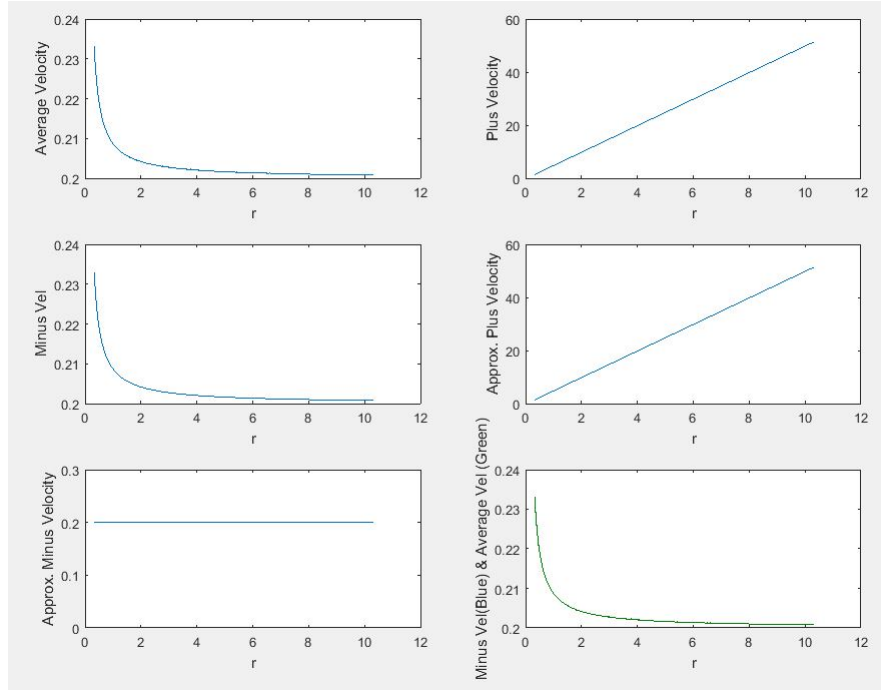 Average Velocity
0.24
0.23
0.22
0.21
0.2
0 2 4 6 8 10 12
r
Plus Velocity
60
40
20
0
0 2 4 6 8 10 12
r
Minus Vel
0.24
0.23
0.22
0.21
0.2
0 2 4 6 8 10 12
r
Approx. Plus Velocity
60
40
20
0
0 2 4 6 8 10 12
r
Approx. Minus Velocity
0.3
0.2
0.1
0
0 2 4 6 8 10 12
r
Minus Vel(Blue) & Average Vel (Green)
0.24
0.23
0.22
0.21
0.2
0 2 4 6 8 10 12
r